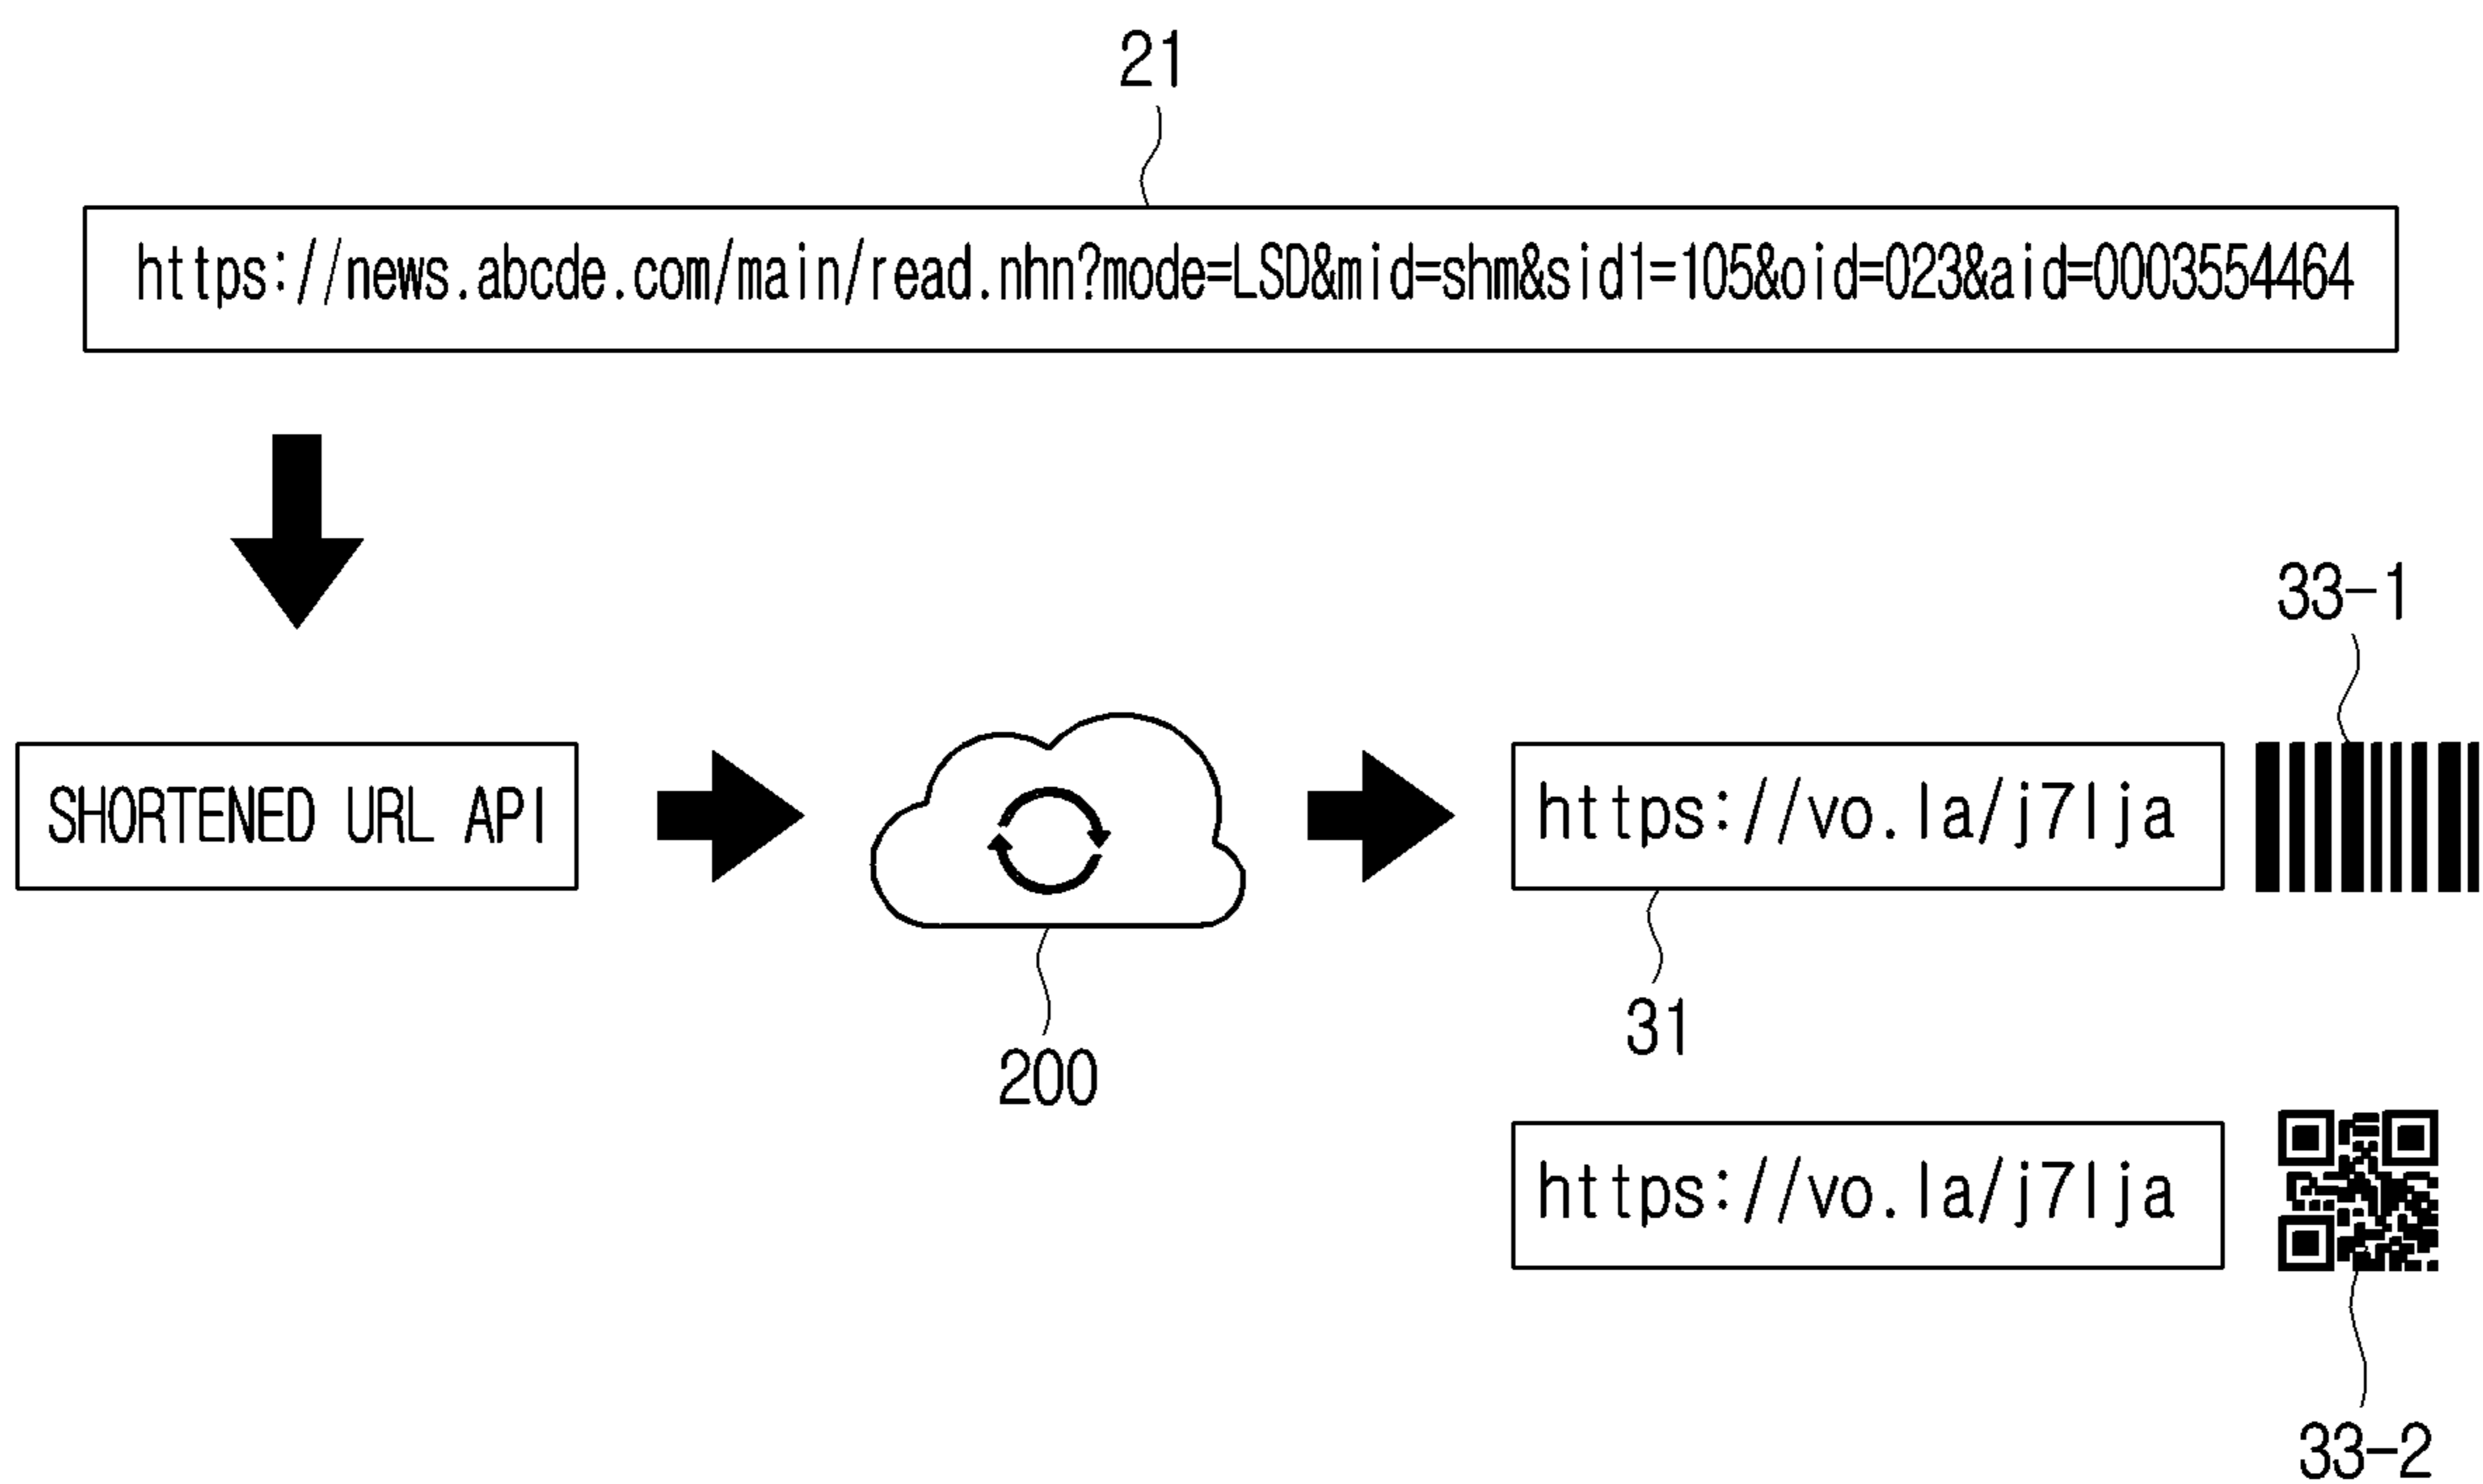 21
https://news.abcde.com/main/read.nhn?mode=LSD&mid=shm&sid1=105&oid=023&aid=0003554464
33-1
SHORTENED URL API
https://vo.la/j7lja
31
200
https://vo.la/j7lja
33-2